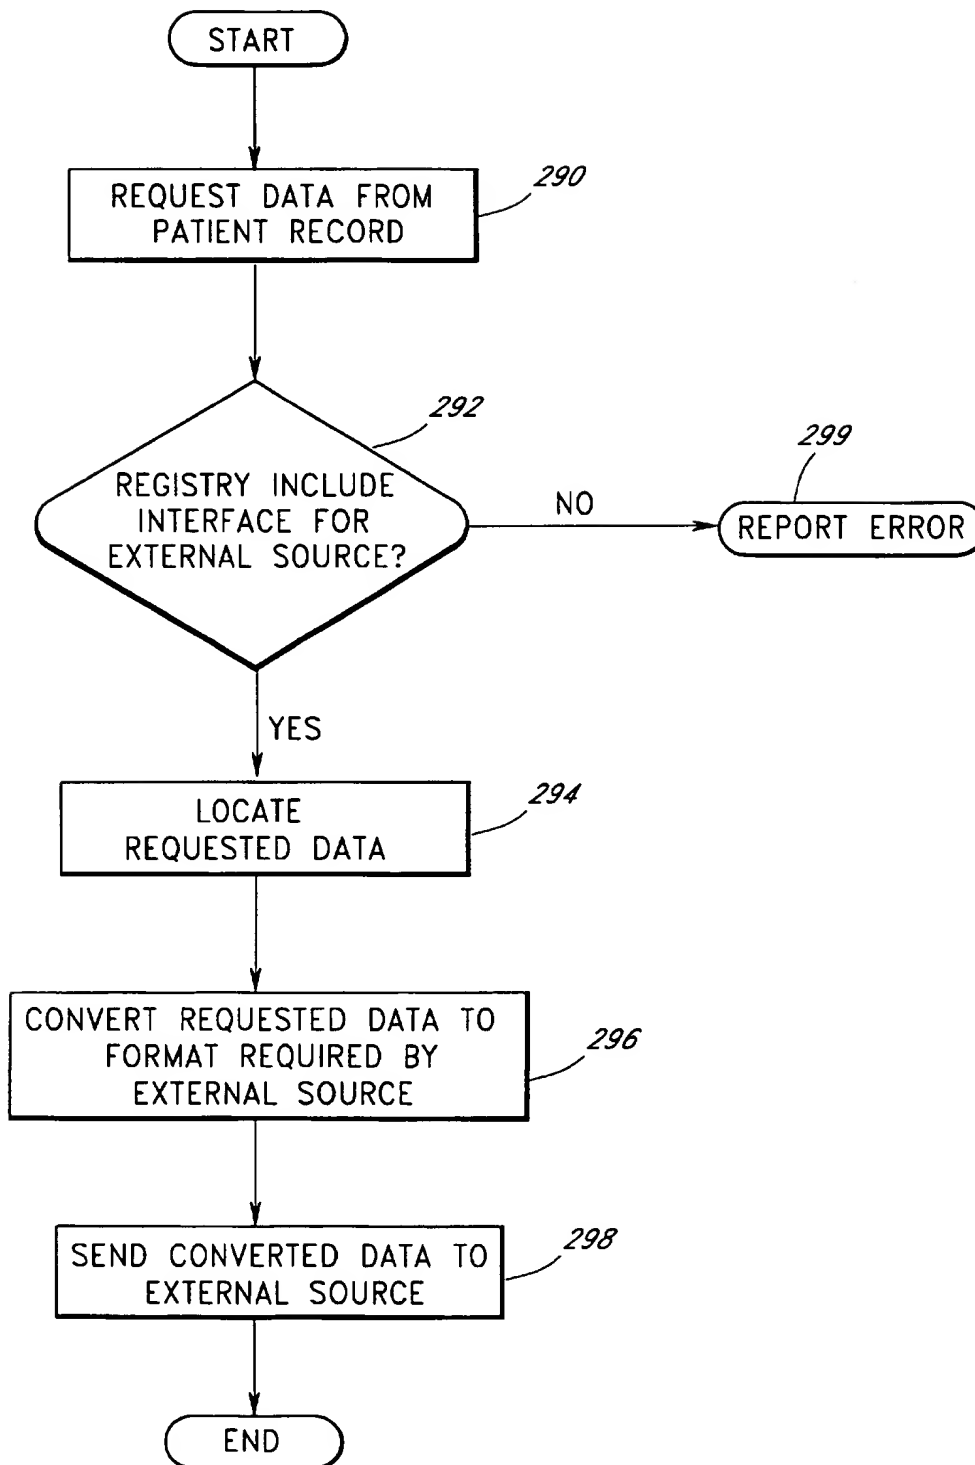 START
REQUEST DATA FROM
PATIENT RECORD
290
292
REGISTRY INCLUDE
INTERFACE FOR
EXTERNAL SOURCE?
NO
299
REPORT ERROR
YES
LOCATE
REQUESTED DATA
294
CONVERT REQUESTED DATA TO
FORMAT REQUIRED BY
EXTERNAL SOURCE
296
SEND CONVERTED DATA TO
EXTERNAL SOURCE
298
END